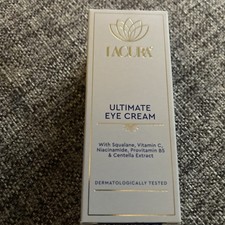 LACURA
ULTIMATE
EYE CREAM
With Squalane, Vitamin C,
Niacinamide, Provitamin B5
& Centella Extract
DERMATOLOGICALLY TESTED